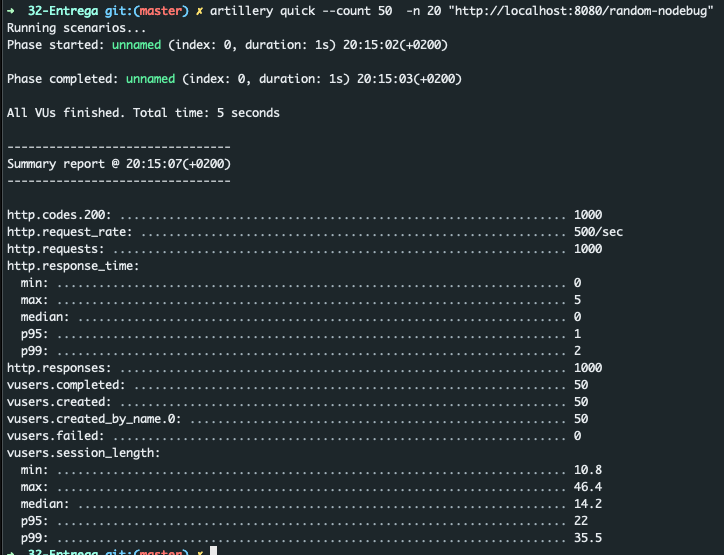 ➜  32-Entrega git:(master) ✗ artillery quick --count 50  -n 20 "http://localhost:8080/random-nodebug"
Running scenarios...
Phase started: unnamed (index: 0, duration: 1s) 20:15:02(+0200)
Phase completed: unnamed (index: 0, duration: 1s) 20:15:03(+0200)
All VUs finished. Total time: 5 seconds
--------------------------------
Summary report @ 20:15:07(+0200)
--------------------------------
http.codes.200: ................................................................ 1000
http.request_rate: ............................................................. 500/sec
http.requests: ................................................................. 1000
http.response_time:
  min: ......................................................................... 0
  max: ......................................................................... 5
  median: ...................................................................... 0
  p95: ......................................................................... 1
  p99: ......................................................................... 2
http.responses: ................................................................ 1000
vusers.completed: .............................................................. 50
vusers.created: ................................................................ 50
vusers.created_by_name.0: ...................................................... 50
vusers.failed: ................................................................. 0
vusers.session_length:
  min: ......................................................................... 10.8
  max: ......................................................................... 46.4
  median: ...................................................................... 14.2
  p95: ......................................................................... 22
  p99: ......................................................................... 35.5
➜  32-Entrega git:(master) ✗